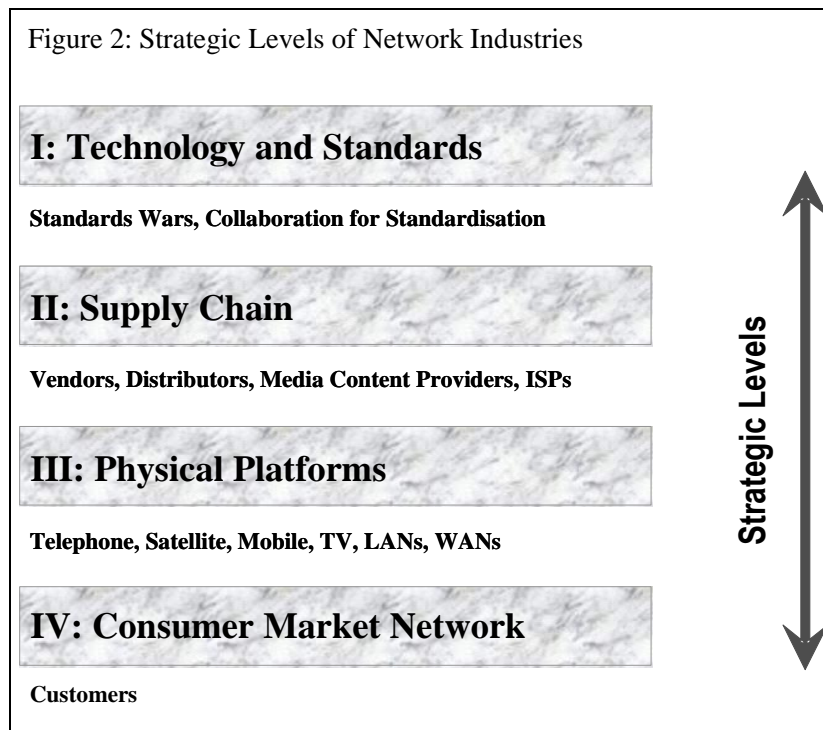 Figure 2: Strategic Levels of Network Industries
I: Technology and Standards
Standards Wars, Collaboration for Standardisation
II: Supply Chain
Vendors, Distributors, Media Content Providers, ISPs
III: Physical Platforms
Telephone, Satellite, Mobile, TV, LANs, WANs
IV: Consumer Market Network
Customers
Strategic Levels